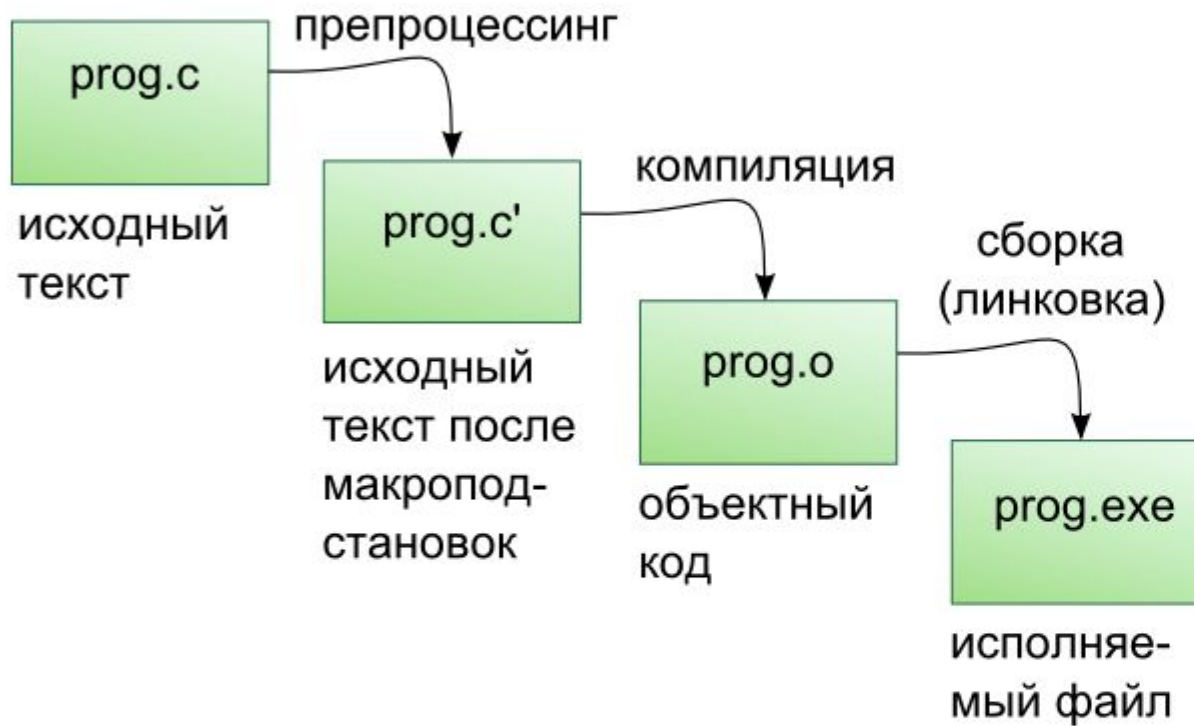 prog.c
препроцессинг
исходный
текст
prog.c'
компиляция
исходный
текст после
макропод-
становок
prog.o
сборка
(линковка)
объектный
код
prog.exe
исполняе-
мый файл